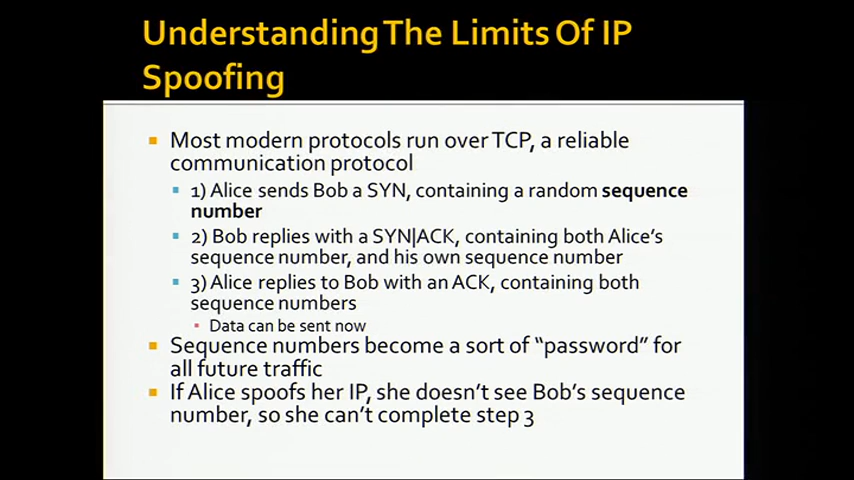 Understanding The Limits Of IP
Spoofing
Most modern protocols run over TCP, a reliable
communication protocol
1) Alice sends Bob a SYN, containing a random sequence
number
2) Bob replies with a SYN|ACK, containing both Alice's
sequence number, and his own sequence number
3) Alice replies to Bob with an ACK, containing both
sequence numbers
Data can be sent now
Sequence numbers become a sort of “password” for
all future traffic
If Alice spoofs her IP, she doesn't see Bob's sequence
number, so she can't complete step 3